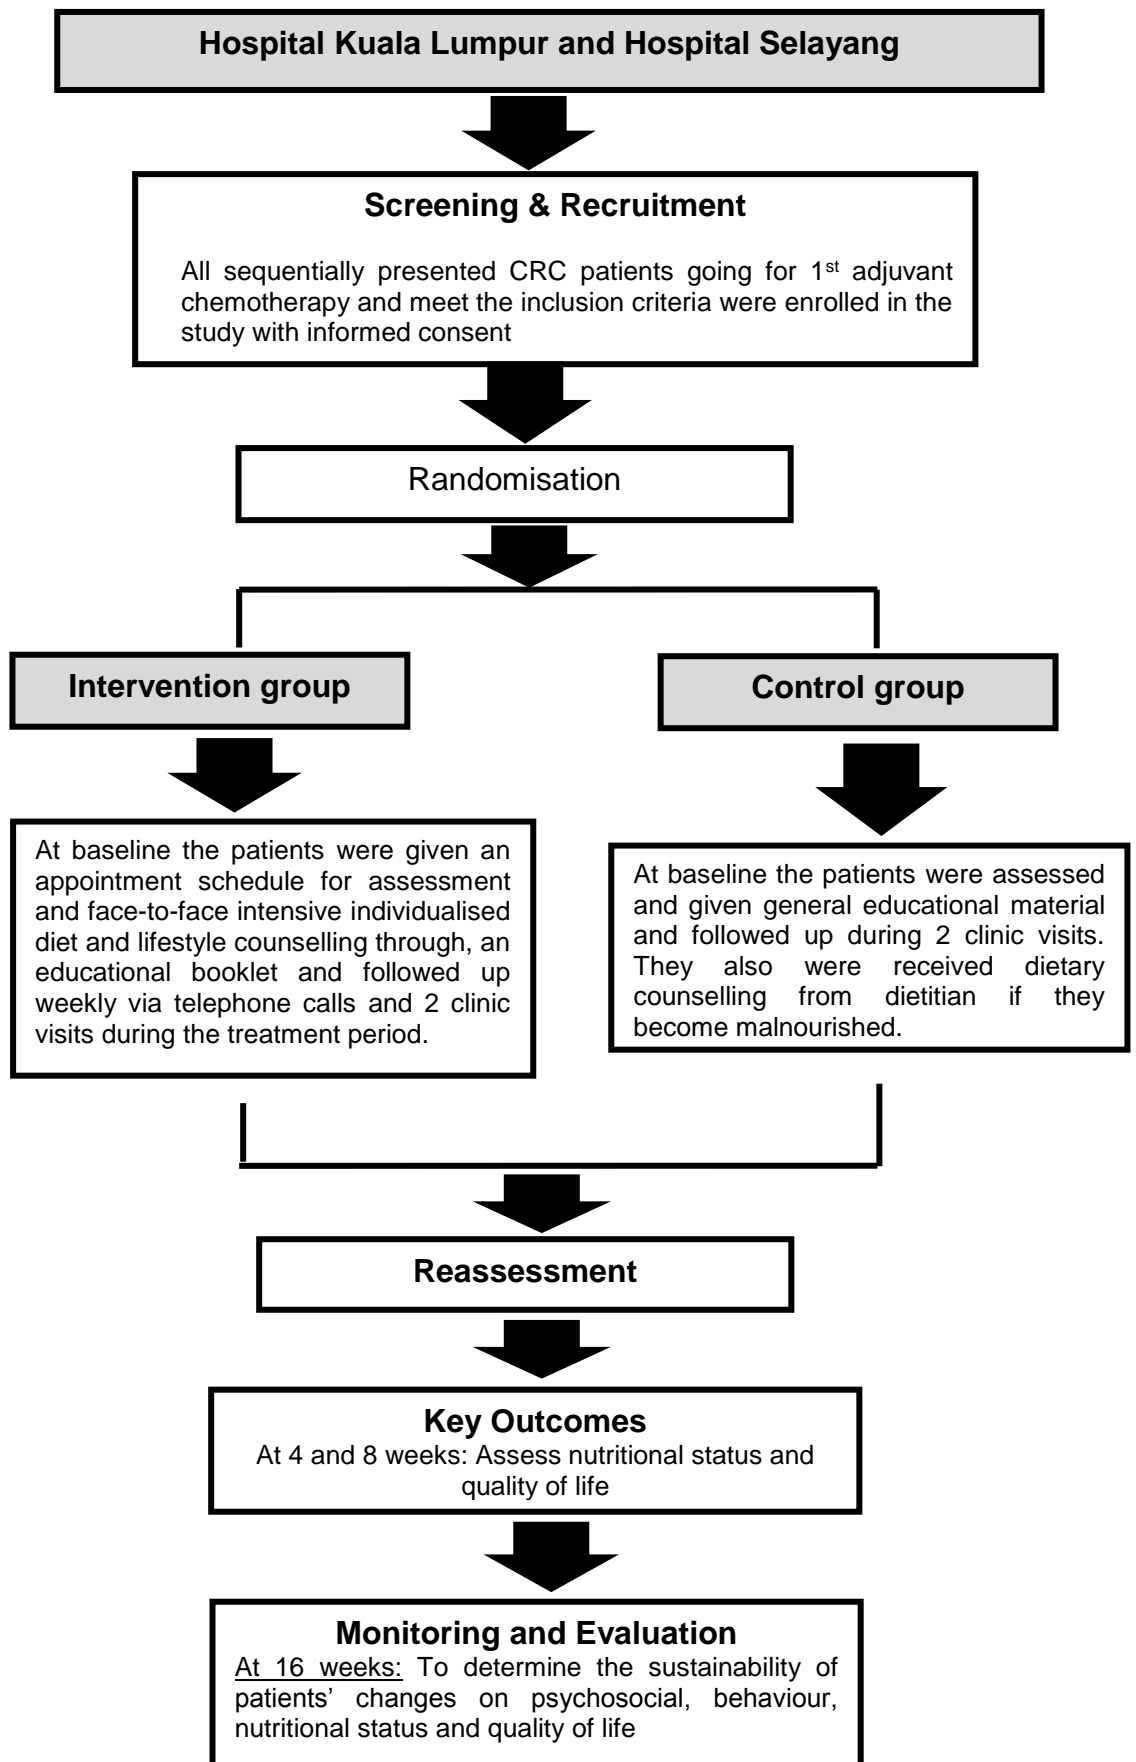 Hospital Kuala Lumpur and Hospital Selayang
Screening & Recruitment
All sequentially presented CRC patients going for 1st adjuvant
chemotherapy and meet the inclusion criteria were enrolled in the
study with informed consent
Randomisation
Intervention group
Control group
At baseline the patients were given an
appointment schedule for assessment
and face-to-face intensive individualised
diet and lifestyle counselling through, an
educational booklet and followed up
weekly via telephone calls and 2 clinic
visits during the treatment period.
At baseline the patients were assessed
and given general educational material
and followed up during 2 clinic visits.
They also were received dietary
counselling from dietitian if they
become malnourished.
Reassessment
Key Outcomes
At 4 and 8 weeks: Assess nutritional status and
quality of life
Monitoring and Evaluation
At 16 weeks: To determine the sustainability of
patients’ changes on psychosocial, behaviour,
nutritional status and quality of life